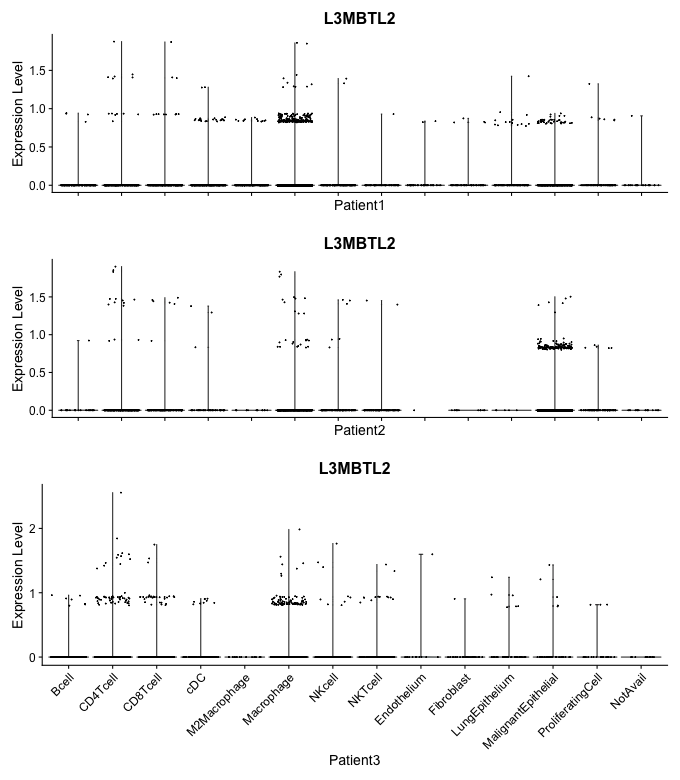 L3MBTL2
Expression Level
1.5
1.0
0.5
0.0
Patient1
L3MBTL2
Expression Level
1.5
1.0
0.5
0.0
Patient2
L3MBTL2
Expression Level
2
1
0
Bcell
CD4Tcell
CD8Tcell
cDC
M2Macrophage
Macrophage
NKcell
NKTcell
Endothelium
Fibroblast
LungEpithelium
MalignantEpithelial
ProliferatingCell
NotAvail
Patient3